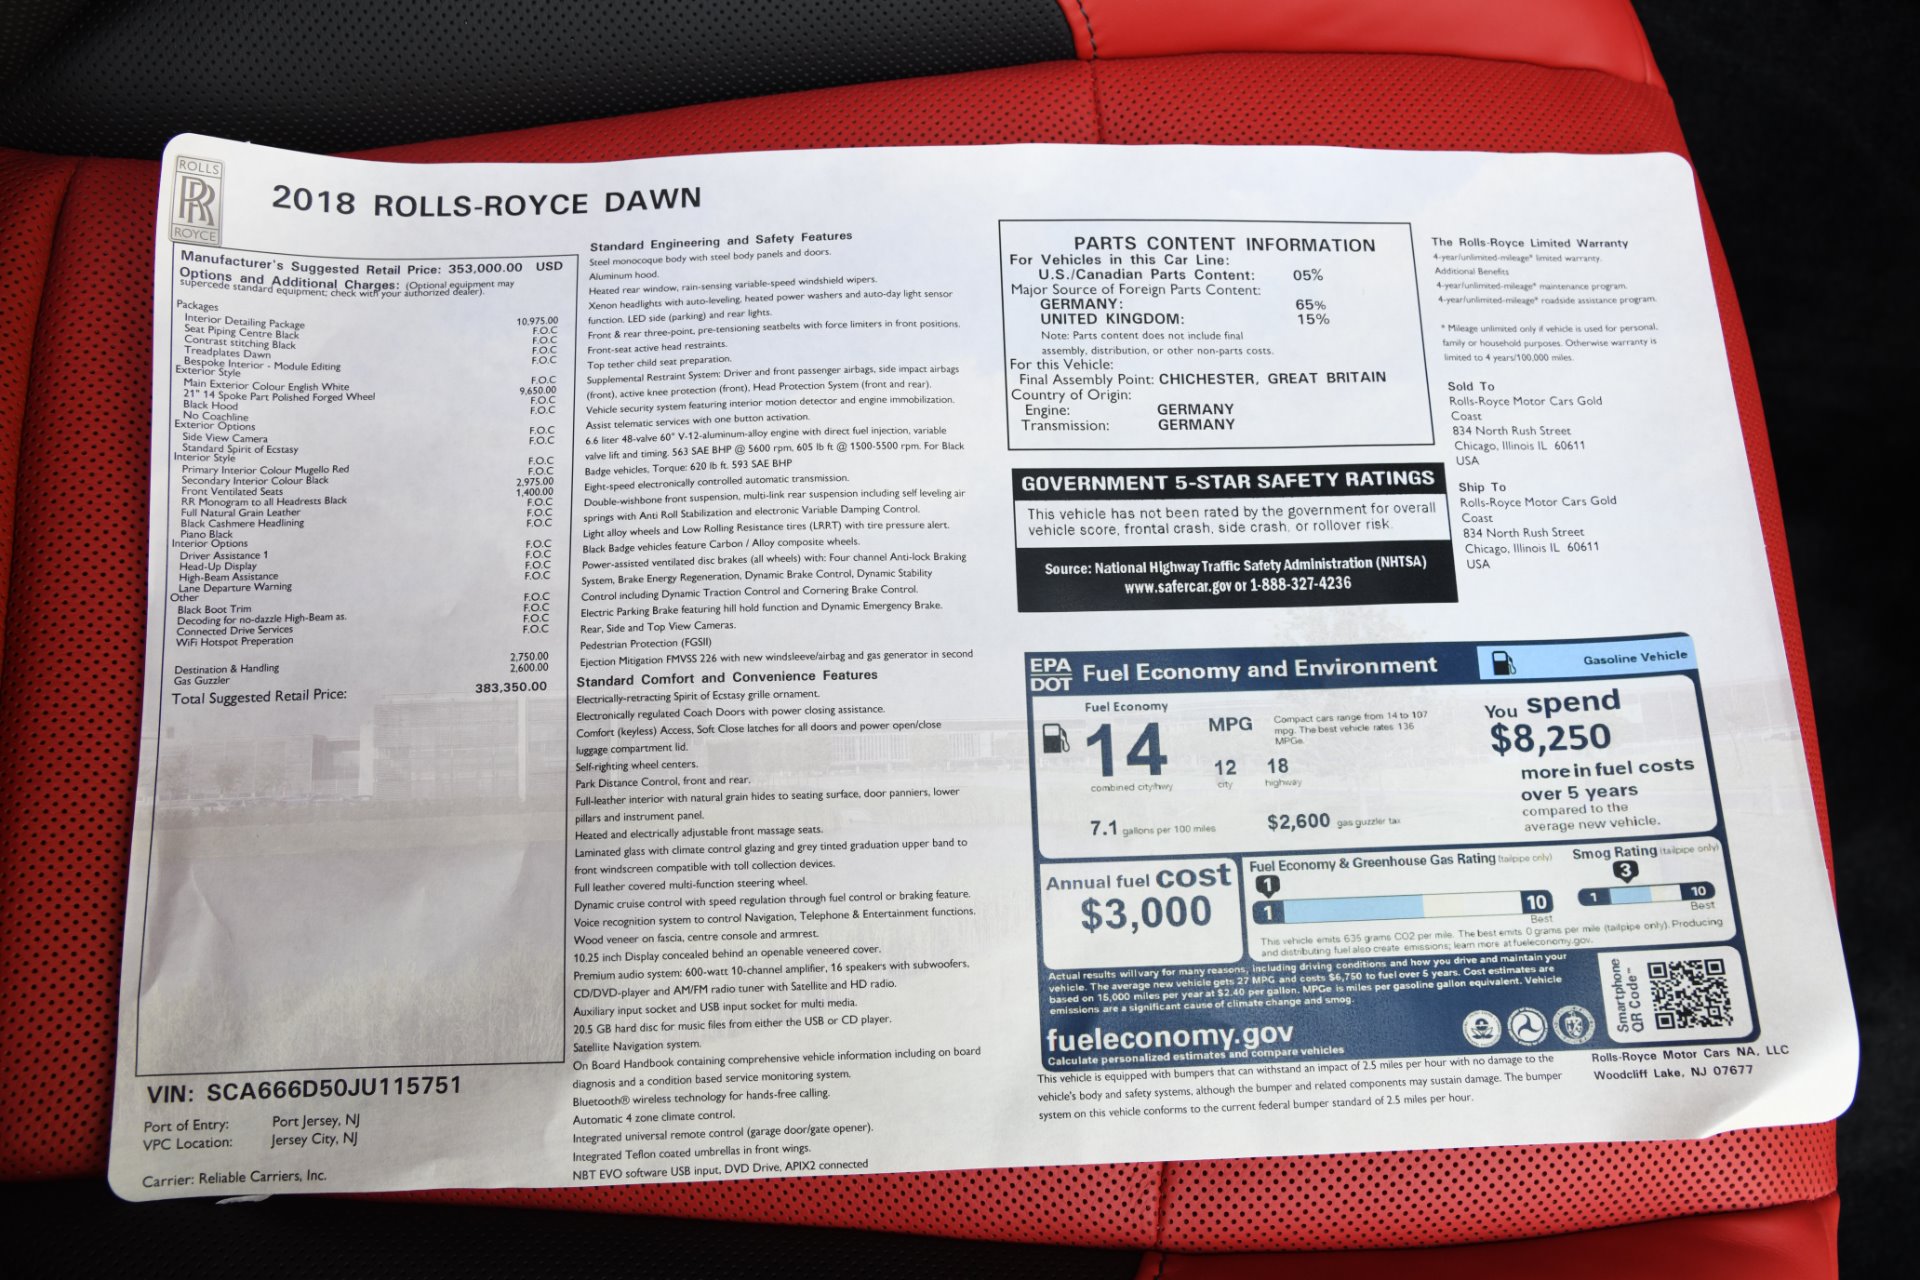 ROLLS
RR
ROYCE
2018 ROLLS-ROYCE DAWN
Manufacturer's Suggested Retail Price: 353,000.00 USD
Options and Additional Charges: (Optional equipment may
supercede standard equipment; check with your authorized dealer).
Packages
Interior Detailing Package 10,975.00
Seat Piping Centre Black F.O.C
Contrast stitching Black F.O.C
Treadplates Dawn F.O.C
Bespoke Interior - Module Editing F.O.C
Exterior Style
Main Exterior Colour English White F.O.C
21" 14 Spoke Part Polished Forged Wheel 9,650.00
Black Hood F.O.C
No Coachline F.O.C
Exterior Options
Side View Camera F.O.C
Standard Spirit of Ecstasy F.O.C
Interior Style
Primary Interior Colour Mugello Red F.O.C
Secondary Interior Colour Black F.O.C
Front Ventilated Seats 2,975.00
RR Monogram to all Headrests Black 1,400.00
Full Natural Grain Leather F.O.C
Black Cashmere Headlining F.O.C
Piano Black F.O.C
Interior Options
Driver Assistance 1 F.O.C
Head-Up Display F.O.C
High-Beam Assistance F.O.C
Lane Departure Warning F.O.C
Other
Black Boot Trim F.O.C
Decoding for no-dazzle High-Beam as. F.O.C
Connected Drive Services F.O.C
WiFi Hotspot Preperation F.O.C
Destination & Handling 2,750.00
Gas Guzzler 2,600.00
Total Suggested Retail Price: 383,350.00
VIN: SCA666D50JU115751
Port of Entry: Port Jersey, NJ
VPC Location: Jersey City, NJ
Carrier: Reliable Carriers, Inc.
Standard Engineering and Safety Features
Steel monocoque body with steel body panels and doors.
Aluminum hood.
Heated rear window, rain-sensing variable-speed windshield wipers.
Xenon headlights with auto-leveling, heated power washers and auto-day light sensor
function. LED side (parking) and rear lights.
Front & rear three-point, pre-tensioning seatbelts with force limiters in front positions.
Front-seat active head restraints.
Top tether child seat preparation.
Supplemental Restraint System: Driver and front passenger airbags, side impact airbags
(front), active knee protection (front), Head Protection System (front and rear).
Vehicle security system featuring interior motion detector and engine immobilization.
Assist telematic services with one button activation.
6.6 liter 48-valve 60° V-12-aluminum-alloy engine with direct fuel injection, variable
valve lift and timing. 563 SAE BHP @ 5600 rpm, 605 lb ft @ 1500-5500 rpm. For Black
Badge vehicles, Torque: 620 lb ft. 593 SAE BHP
Eight-speed electronically controlled automatic transmission.
Double-wishbone front suspension, multi-link rear suspension including self leveling air
springs with Anti Roll Stabilization and electronic Variable Damping Control.
Light alloy wheels and Low Rolling Resistance tires (LRRT) with tire pressure alert.
Black Badge vehicles feature Carbon / Alloy composite wheels.
Power-assisted ventilated disc brakes (all wheels) with: Four channel Anti-lock Braking
System, Brake Energy Regeneration, Dynamic Brake Control, Dynamic Stability
Control including Dynamic Traction Control and Cornering Brake Control.
Electric Parking Brake featuring hill hold function and Dynamic Emergency Brake.
Rear, Side and Top View Cameras.
Pedestrian Protection (FGSII)
Ejection Mitigation FMVSS 226 with new windsleeve/airbag and gas generator in second
Standard Comfort and Convenience Features
Electrically-retracting Spirit of Ecstasy grille ornament.
Electronically regulated Coach Doors with power closing assistance.
Comfort (keyless) Access, Soft Close latches for all doors and power open/close
luggage compartment lid.
Self-righting wheel centers.
Park Distance Control, front and rear.
Full-leather interior with natural grain hides to seating surface, door panniers, lower
pillars and instrument panel.
Heated and electrically adjustable front massage seats.
Laminated glass with climate control glazing and grey tinted graduation upper band to
front windscreen compatible with toll collection devices.
Full leather covered multi-function steering wheel.
Dynamic cruise control with speed regulation through fuel control or braking feature.
Voice recognition system to control Navigation, Telephone & Entertainment functions.
Wood veneer on fascia, centre console and armrest.
10.25 inch Display concealed behind an openable veneered cover.
Premium audio system: 600-watt 10-channel amplifier, 16 speakers with subwoofers,
CD/DVD-player and AM/FM radio tuner with Satellite and HD radio.
Auxiliary input socket and USB input socket for multi media.
20.5 GB hard disc for music files from either the USB or CD player.
Satellite Navigation system.
On Board Handbook containing comprehensive vehicle information including on board
diagnosis and a condition based service monitoring system.
Bluetooth® wireless technology for hands-free calling.
Automatic 4 zone climate control.
Integrated universal remote control (garage door/gate opener).
Integrated Teflon coated umbrellas in front wings.
NBT EVO software USB input, DVD Drive, APIX2 connected
PARTS CONTENT INFORMATION
For Vehicles in this Car Line:
U.S./Canadian Parts Content: 05%
Major Source of Foreign Parts Content:
GERMANY: 65%
UNITED KINGDOM: 15%
Note: Parts content does not include final
assembly, distribution, or other non-parts costs.
For this Vehicle:
Final Assembly Point: CHICHESTER, GREAT BRITAIN
Country of Origin:
Engine: GERMANY
Transmission: GERMANY
GOVERNMENT 5-STAR SAFETY RATINGS
This vehicle has not been rated by the government for overall
vehicle score, frontal crash, side crash, or rollover risk.
Source: National Highway Traffic Safety Administration (NHTSA)
www.safercar.gov or 1-888-327-4236
The Rolls-Royce Limited Warranty
4-year/unlimited-mileage* limited warranty.
Additional Benefits
4-year/unlimited-mileage* maintenance program.
4-year/unlimited-mileage* roadside assistance program.
* Mileage unlimited only if vehicle is used for personal,
family or household purposes. Otherwise warranty is
limited to 4 years/100,000 miles.
Sold To
Rolls-Royce Motor Cars Gold
Coast
834 North Rush Street
Chicago, Illinois IL 60611
USA
Ship To
Rolls-Royce Motor Cars Gold
Coast
834 North Rush Street
Chicago, Illinois IL 60611
USA
EPA
DOT
Fuel Economy and Environment
Gasoline Vehicle
Fuel Economy
14 MPG
combined city/hwy
12 city
18 highway
Compact cars range from 14 to 107
mpg. The best vehicle rates 136
MPGe.
7.1 gallons per 100 miles
$2,600 gas guzzler tax
You spend
$8,250
more in fuel costs
over 5 years
compared to the
average new vehicle.
Annual fuel cost
$3,000
Fuel Economy & Greenhouse Gas Rating (tailpipe only)
1
1 10
Best
Smog Rating (tailpipe only)
3
1 10
Best
This vehicle emits 635 grams CO2 per mile. The best emits 0 grams per mile (tailpipe only). Producing
and distributing fuel also create emissions; learn more at fueleconomy.gov.
Actual results will vary for many reasons, including driving conditions and how you drive and maintain your
vehicle. The average new vehicle gets 27 MPG and costs $6,750 to fuel over 5 years. Cost estimates are
based on 15,000 miles per year at $2.40 per gallon. MPGe is miles per gasoline gallon equivalent. Vehicle
emissions are a significant cause of climate change and smog.
fueleconomy.gov
Calculate personalized estimates and compare vehicles
Smartphone
QR Code™
This vehicle is equipped with bumpers that can withstand an impact of 2.5 miles per hour with no damage to the
vehicle's body and safety systems, although the bumper and related components may sustain damage. The bumper
system on this vehicle conforms to the current federal bumper standard of 2.5 miles per hour.
Rolls-Royce Motor Cars NA, LLC
Woodcliff Lake, NJ 07677